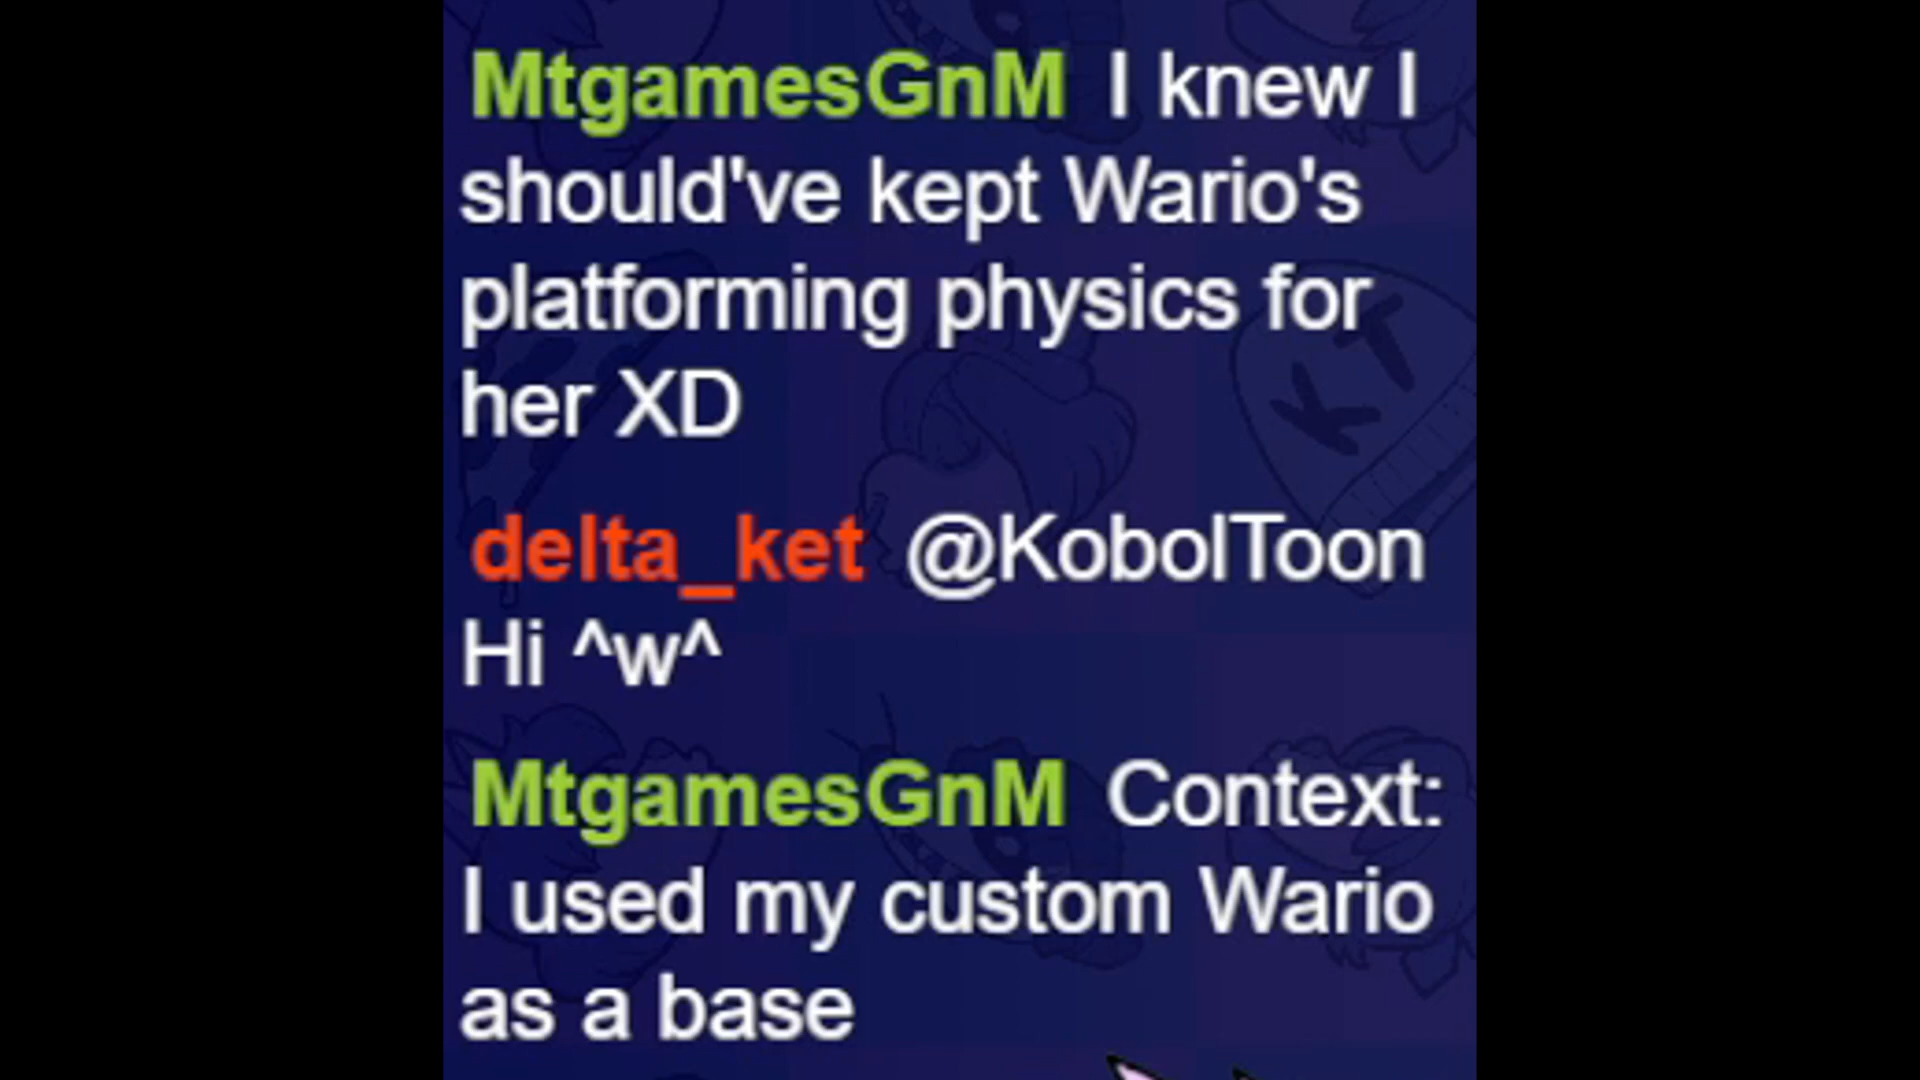 MtgamesGnM I knew I
should've kept Wario's
platforming physics for
her XD
delta_ket @KobolToon
Hi ^w^
MtgamesGnM Context:
I used my custom Wario
as a base
KT